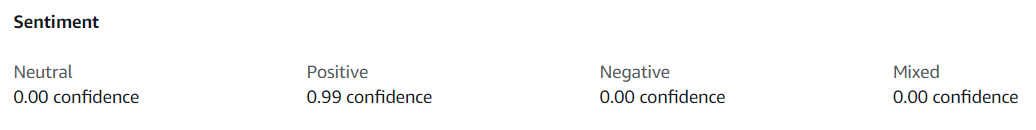 Sentiment
Neutral Positive Negative Mixed
0.00 confidence 0.99 confidence 0.00 confidence 0.00 confidence